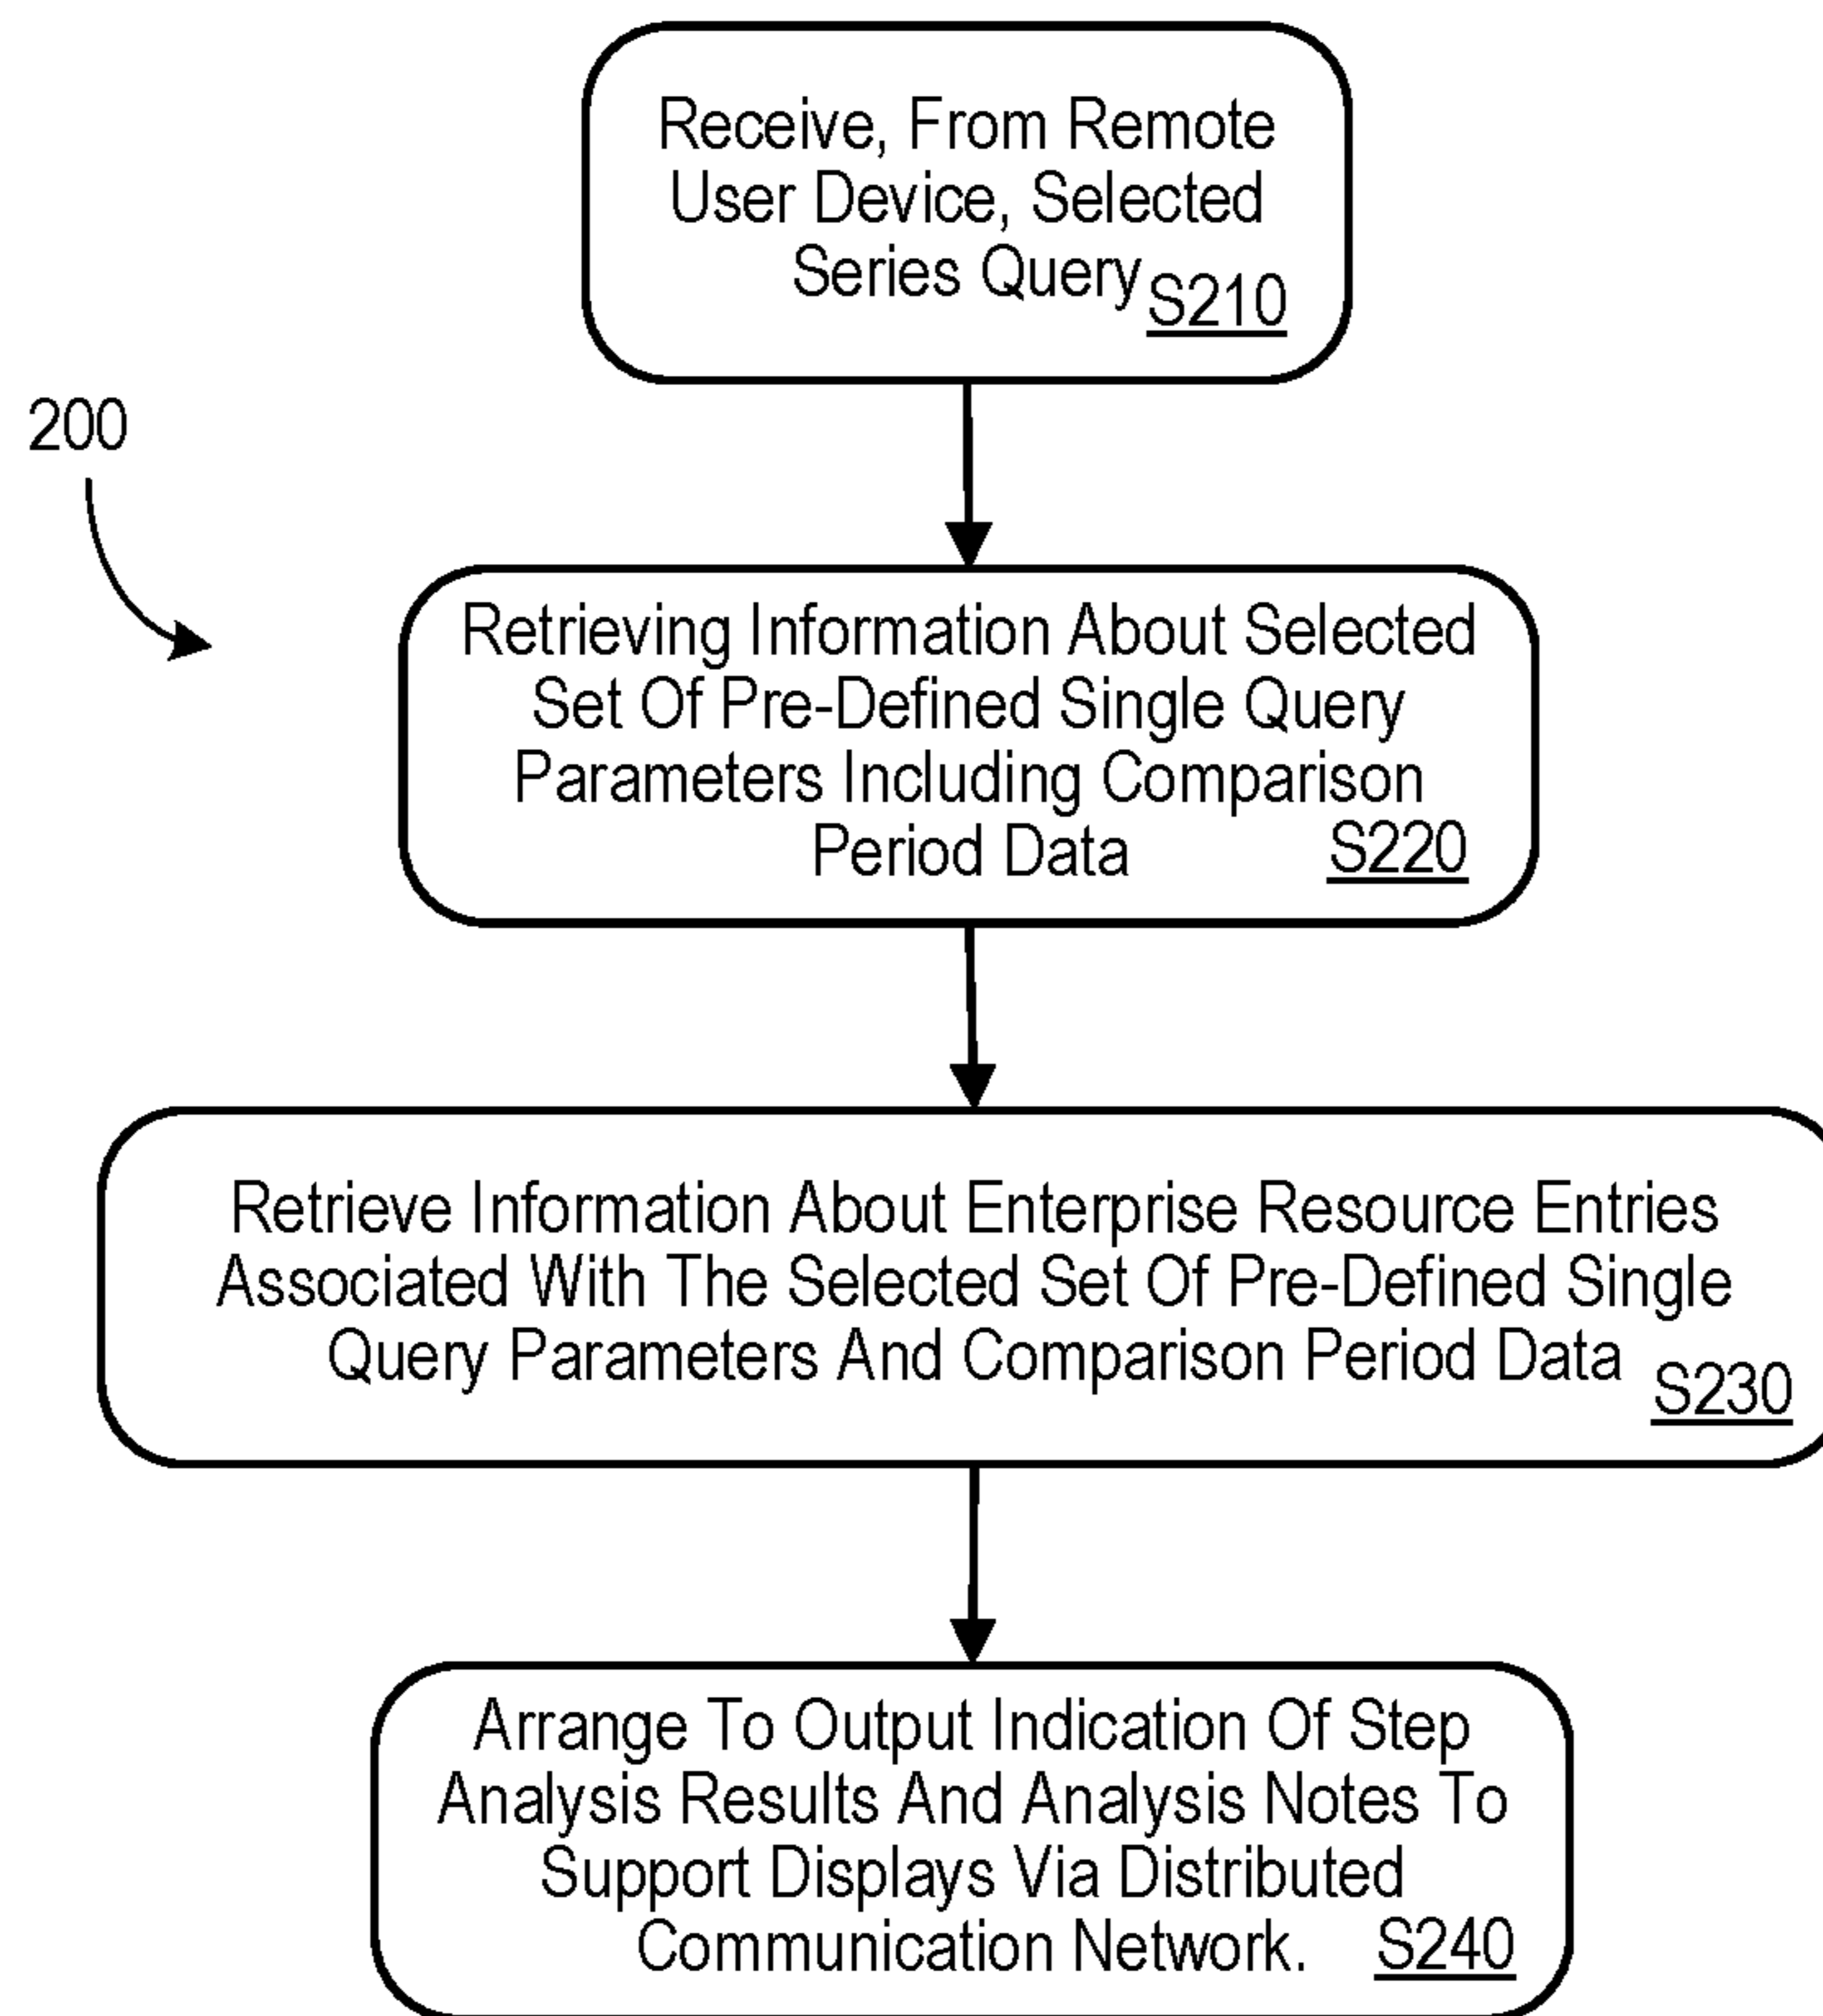 Receive, From Remote
User Device, Selected
Series Query
S210
200
Retrieving Information About Selected
Set Of Pre-Defined Single Query
Parameters Including Comparison
Period Data
S220
Retrieve Information About Enterprise Resource Entries
Associated With The Selected Set Of Pre-Defined Single
Query Parameters And Comparison Period Data
S230
Arrange To Output Indication Of Step
Analysis Results And Analysis Notes To
Support Displays Via Distributed
Communication Network.
S240